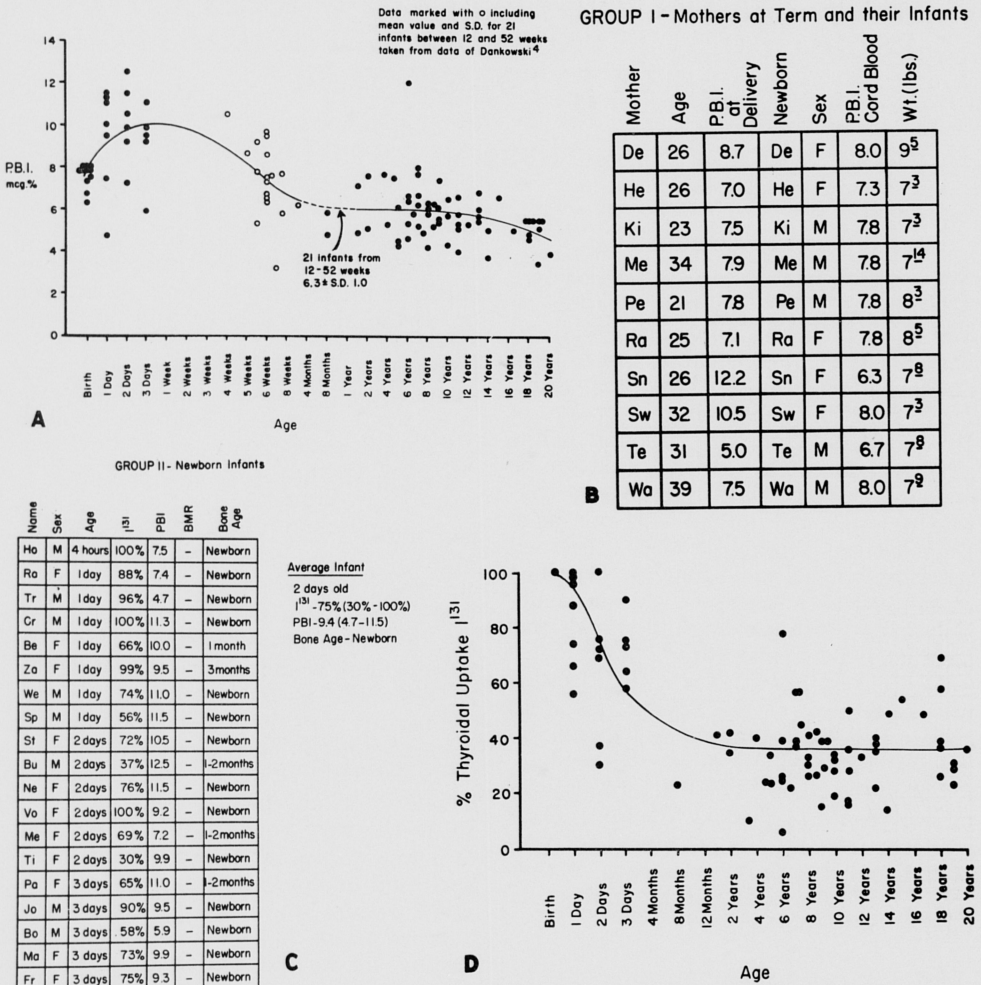 Data marked with o including
mean value and S.D. for 21
infants between 12 and 52 weeks
taken from data of Dankowski4
14
12
10
8
6
4
2
0
P.B.I.
mcg.%
21 infants from
12-52 weeks
6.3± S.D. 1.0
Birth
1 Day
2 Days
3 Days
1 Week
2 Weeks
3 Weeks
4 Weeks
5 Weeks
6 Weeks
8 Weeks
4 Months
8 Months
1 Year
2 Years
4 Years
6 Years
8 Years
10 Years
12 Years
14 Years
16 Years
18 Years
20 Years
Age
A
GROUP I - Mothers at Term and their Infants
Mother Age P.B.I. at Delivery Newborn Sex P.B.I. Cord Blood Wt.(lbs.)
De 26 8.7 De F 8.0 9 5
He 26 7.0 He F 7.3 7 3
Ki 23 7.5 Ki M 7.8 7 3
Me 34 7.9 Me M 7.8 7 14
Pe 21 7.8 Pe M 7.8 8 3
Ra 25 7.1 Ra F 7.8 8 5
Sn 26 12.2 Sn F 6.3 7 8
Sw 32 10.5 Sw F 8.0 7 3
Te 31 5.0 Te M 6.7 7 8
Wa 39 7.5 Wa M 8.0 7 9
B
GROUP II - Newborn Infants
Name Sex Age I131 PBI BMR Bone Age
Ho M 4 hours 100% 7.5 - Newborn
Ra F 1 day 88% 7.4 - Newborn
Tr M 1 day 96% 4.7 - Newborn
Cr M 1 day 100% 11.3 - Newborn
Be F 1 day 66% 10.0 - 1 month
Za F 1 day 99% 9.5 - 3 months
We M 1 day 74% 11.0 - Newborn
Sp M 1 day 56% 11.5 - Newborn
St F 2 days 72% 10.5 - Newborn
Bu M 2 days 37% 12.5 - 1-2 months
Ne F 2 days 76% 11.5 - Newborn
Vo F 2 days 100% 9.2 - Newborn
Me F 2 days 69% 7.2 - 1-2 months
Ti F 2 days 30% 9.9 - Newborn
Pa F 3 days 65% 11.0 - 1-2 months
Jo M 3 days 90% 9.5 - Newborn
Bo M 3 days 58% 5.9 - Newborn
Ma F 3 days 73% 9.9 - Newborn
Fr F 3 days 75% 9.3 - Newborn
Average Infant
2 days old
I131 -75% (30%-100%)
PBI-9.4 (4.7-11.5)
Bone Age-Newborn
C
% Thyroidal Uptake I131
100
80
60
40
20
0
Birth
1 Day
2 Days
3 Days
4 Months
8 Months
12 Months
2 Years
4 Years
6 Years
8 Years
10 Years
12 Years
14 Years
16 Years
18 Years
20 Years
Age
D